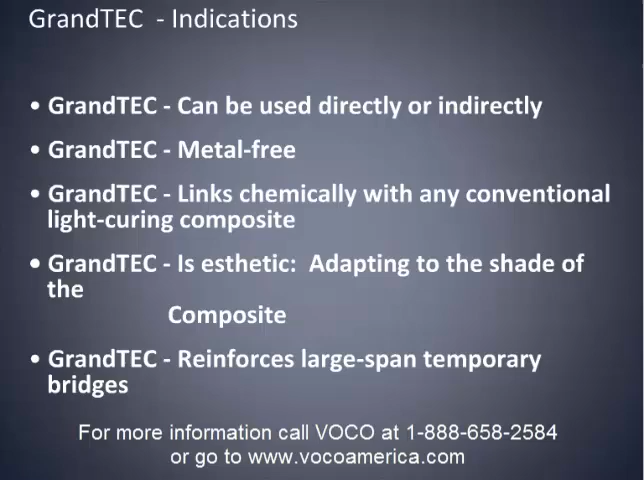 GrandTEC  - Indications
• GrandTEC - Can be used directly or indirectly
• GrandTEC - Metal-free
• GrandTEC - Links chemically with any conventional
light-curing composite
• GrandTEC - Is esthetic:  Adapting to the shade of
the
Composite
• GrandTEC - Reinforces large-span temporary
bridges
For more information call VOCO at 1-888-658-2584
or go to www.vocoamerica.com